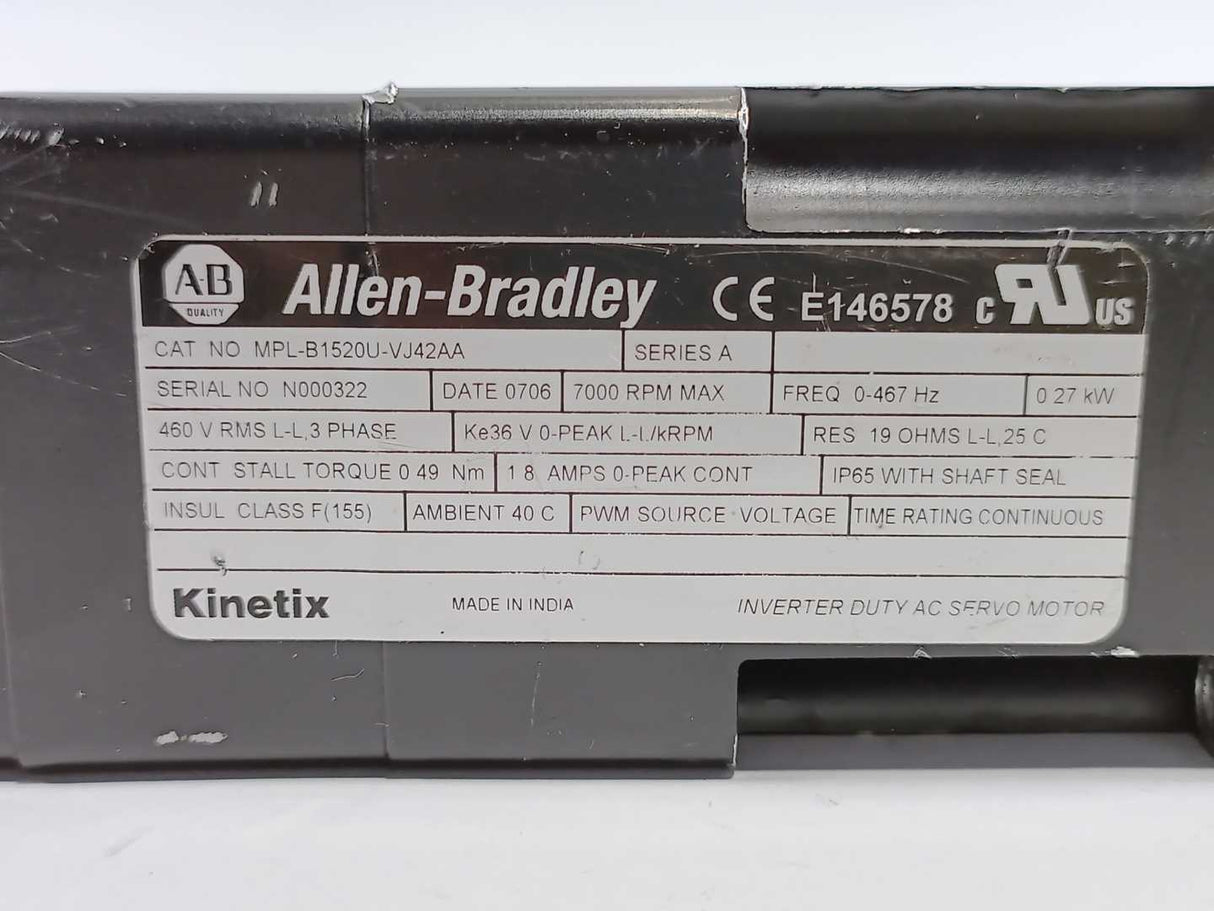 AB QUALITY Allen-Bradley CE E146578 C RU US
CAT NO MPL-B1520U-VJ42AA SERIES A
SERIAL NO N000322 DATE 0706 7000 RPM MAX FREQ 0-467 Hz 0 27 kW
460 V RMS L-L,3 PHASE Ke36 V 0-PEAK L-L/kRPM RES 19 OHMS L-L,25 C
CONT STALL TORQUE 0 49 Nm 1 8 AMPS 0-PEAK CONT IP65 WITH SHAFT SEAL
INSUL CLASS F(155) AMBIENT 40 C PWM SOURCE VOLTAGE TIME RATING CONTINUOUS
Kinetix MADE IN INDIA INVERTER DUTY AC SERVO MOTOR